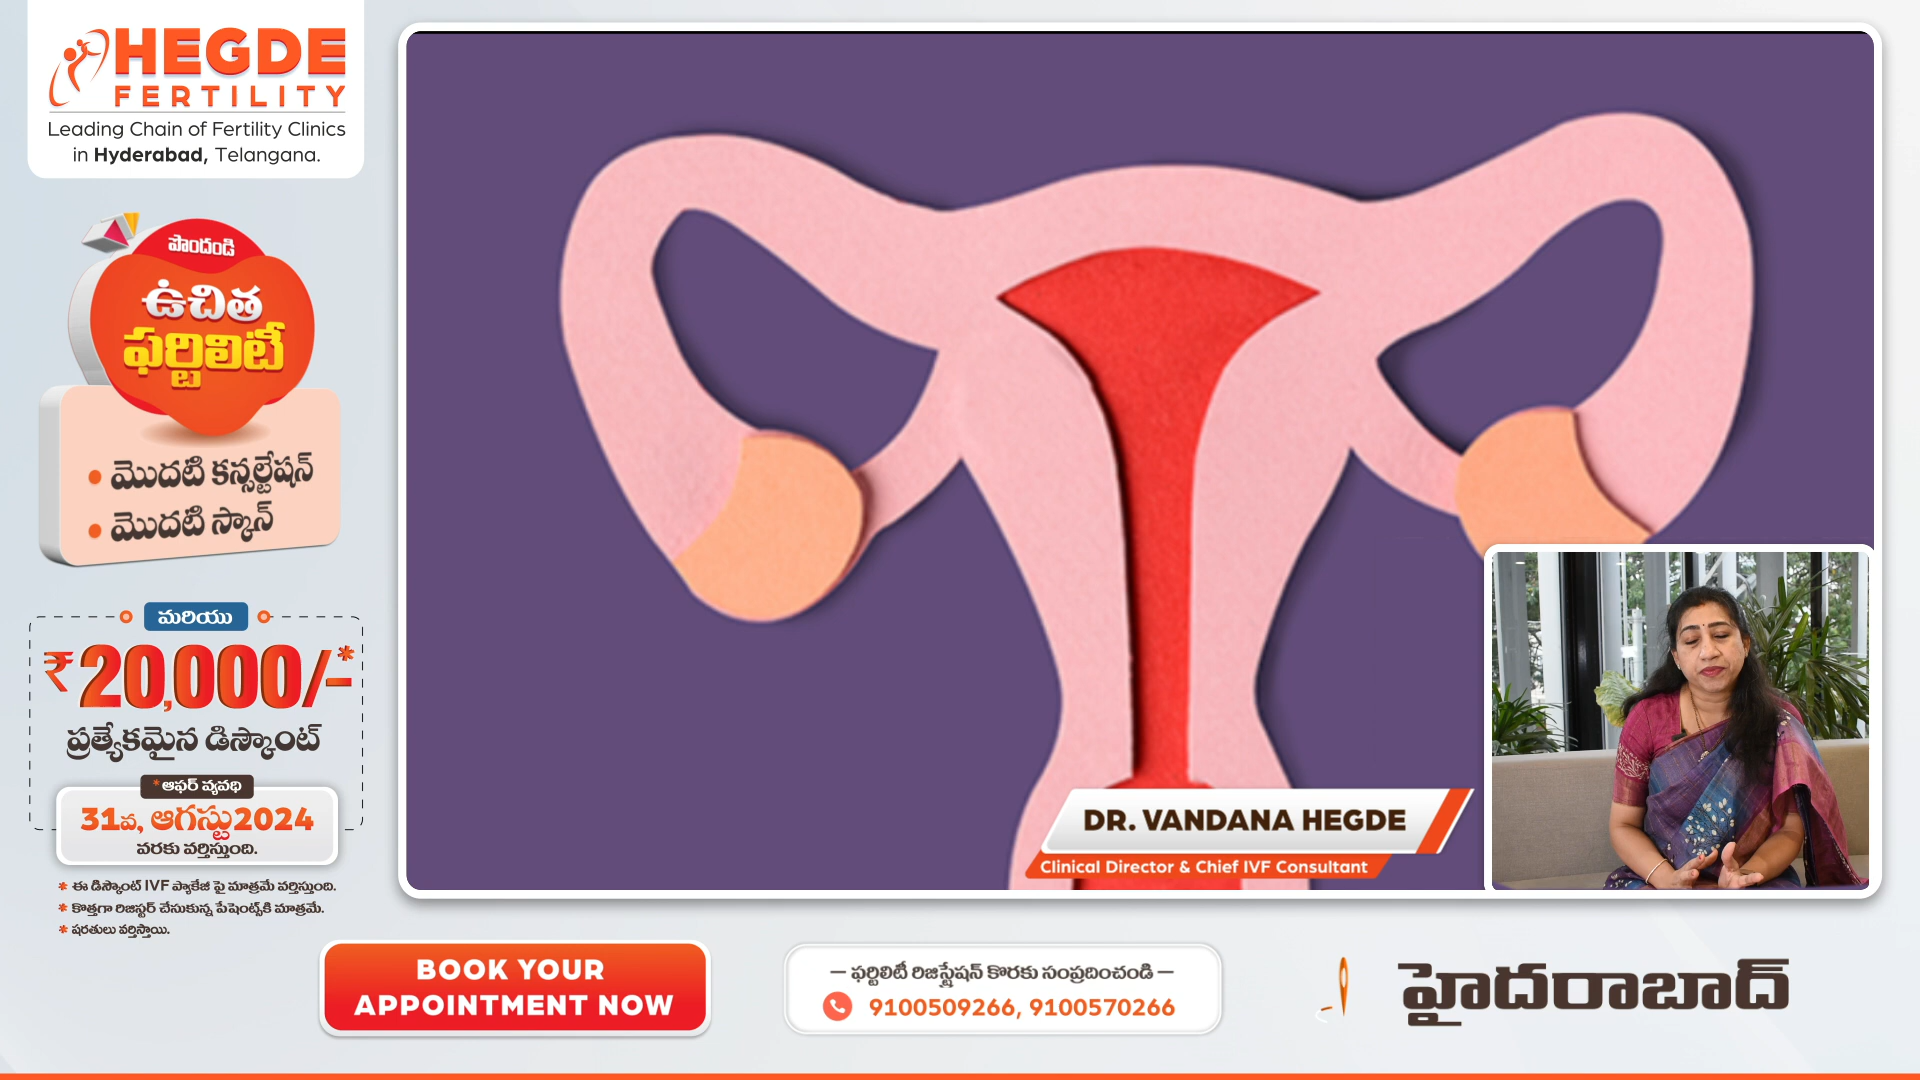 HEGDE
FERTILITY
Leading Chain of Fertility Clinics
in Hyderabad, Telangana.
పొందండి
ఉచిత
ఫర్టిలిటీ
• మొదటి కన్సల్టేషన్
• మొదటి స్కాన్
మరియు
₹20,000/-*
ప్రత్యేకమైన డిస్కౌంట్
*ఆఫర్ వ్యవధి
31వ, ఆగస్టు2024
వరకు వర్తిస్తుంది.
* ఈ డిస్కౌంట్ IVF ప్యాకేజీ పై మాత్రమే వర్తిస్తుంది.
* కొత్తగా రిజిస్టర్ చేసుకున్న పేషెంట్స్‌కి మాత్రమే.
* షరతులు వర్తిస్తాయి.
DR. VANDANA HEGDE
Clinical Director & Chief IVF Consultant
BOOK YOUR
APPOINTMENT NOW
— ఫర్టిలిటీ రిజిస్ట్రేషన్ కొరకు సంప్రదించండి —
9100509266, 9100570266
హైదరాబాద్